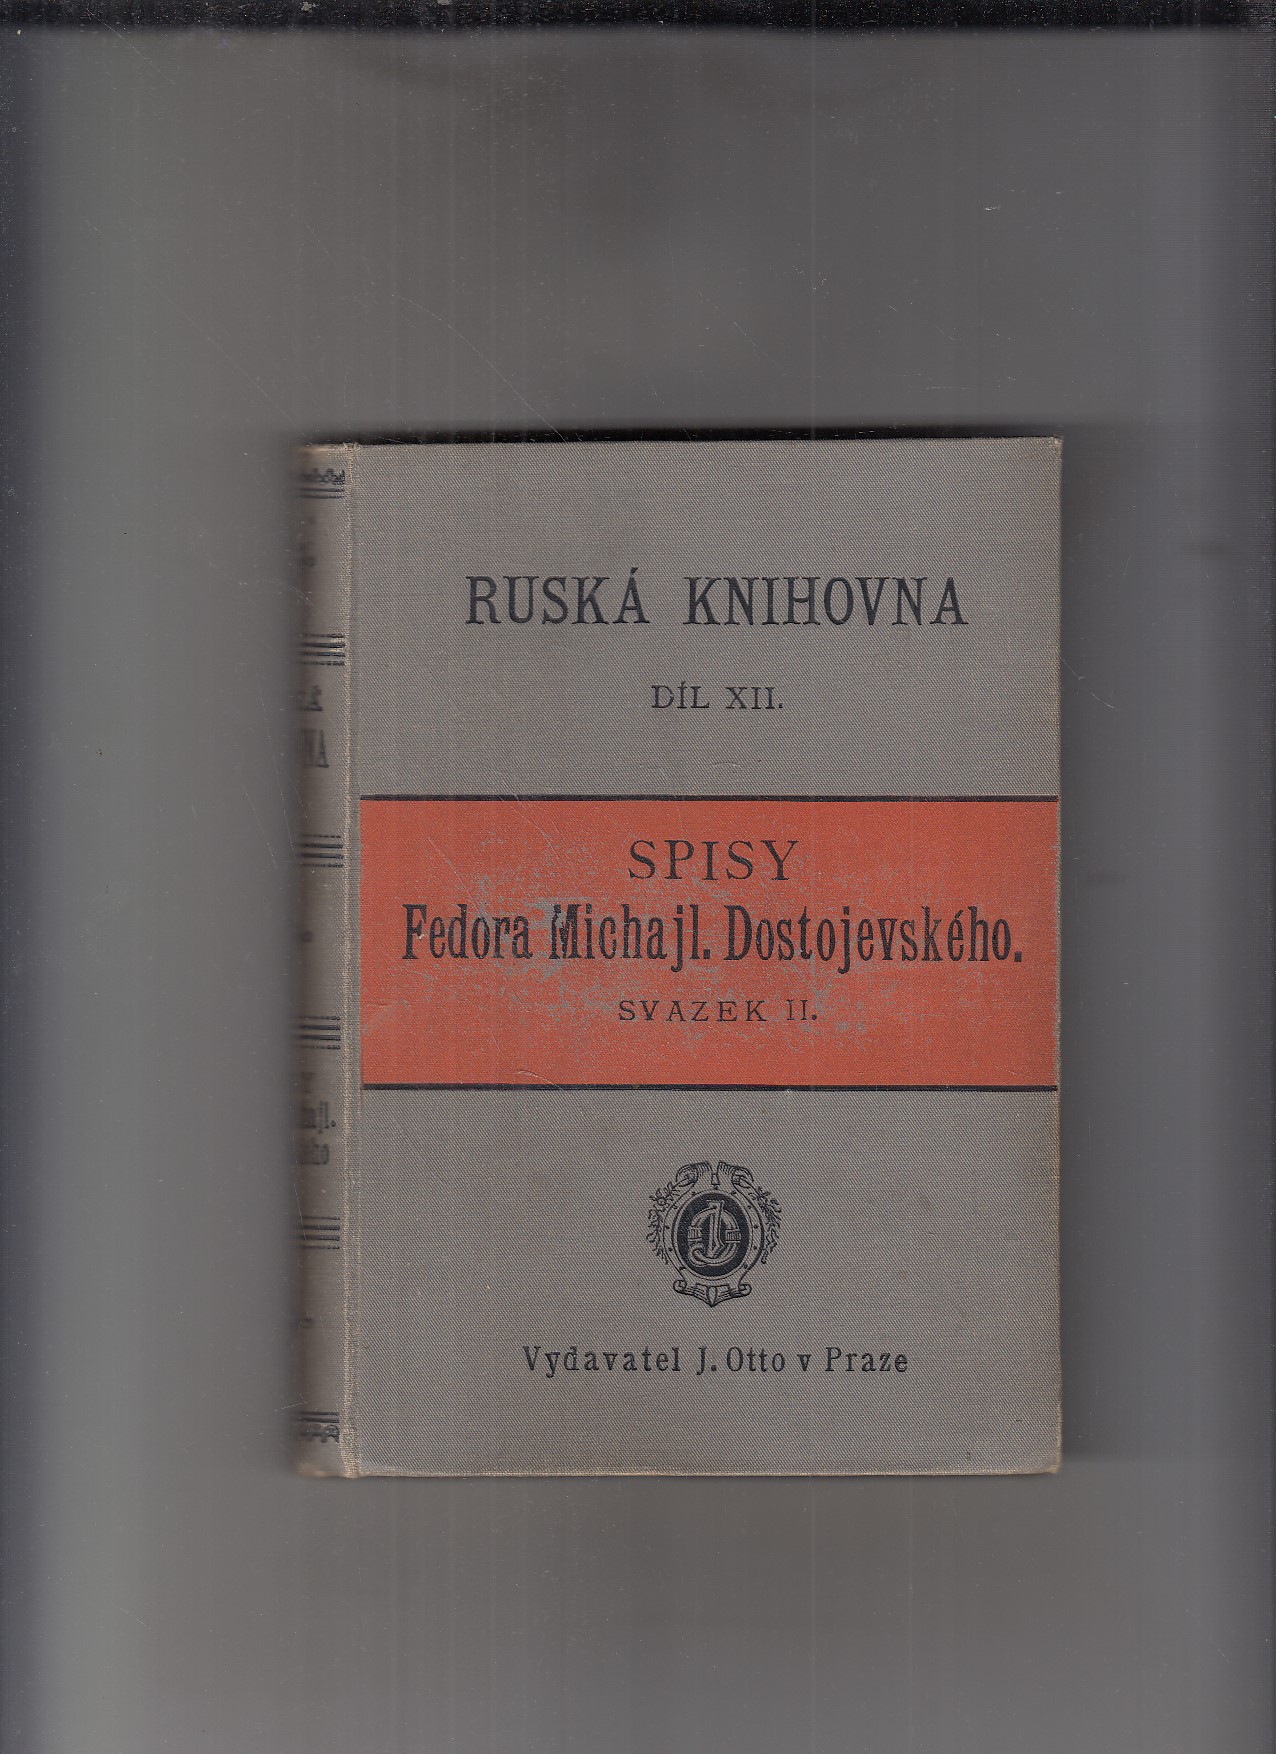 RUSKÁ KNIHOVNA
DÍL XII.
SPISY
Fedora Michajl. Dostojevského.
SVAZEK II.
Vydavatel J. Otto v Praze